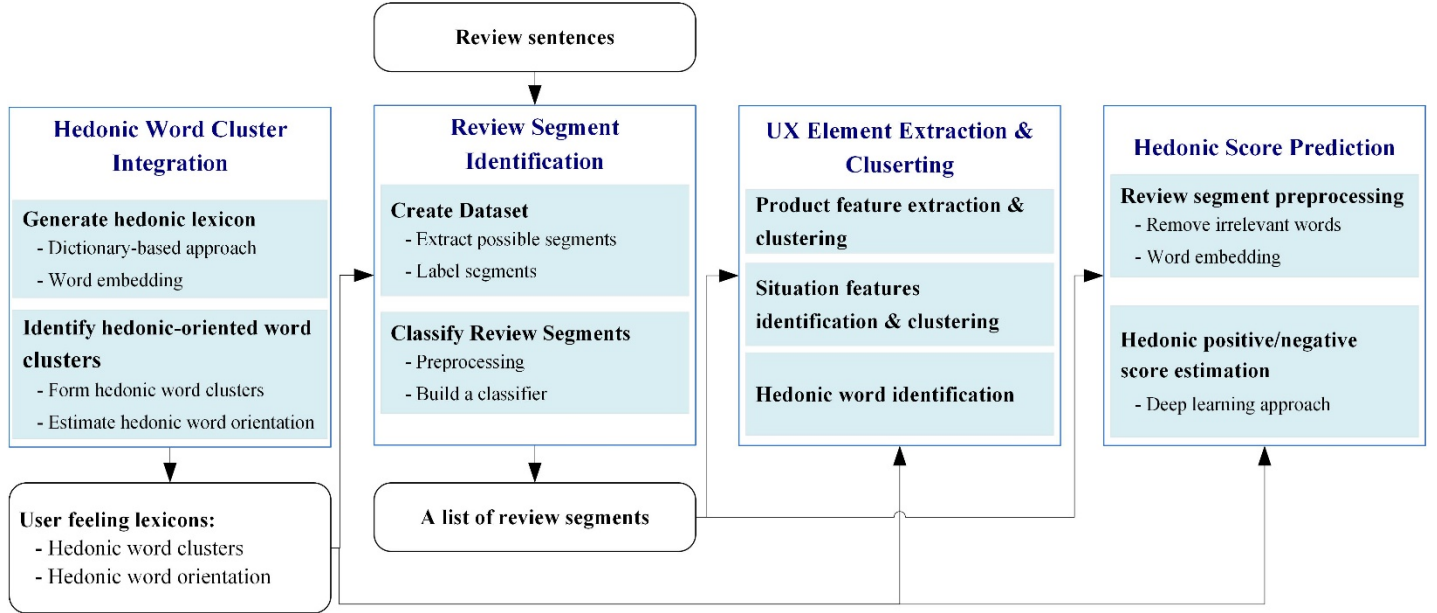 Review sentences
Hedonic Word Cluster
Integration
Generate hedonic lexicon
- Dictionary-based approach
- Word embedding
Identify hedonic-oriented word
clusters
- Form hedonic word clusters
- Estimate hedonic word orientation
User feeling lexicons:
- Hedonic word clusters
- Hedonic word orientation
Review Segment
Identification
Create Dataset
- Extract possible segments
- Label segments
Classify Review Segments
- Preprocessing
- Build a classifier
A list of review segments
UX Element Extraction &
Cluserting
Product feature extraction &
clustering
Situation features
identification & clustering
Hedonic word identification
Hedonic Score Prediction
Review segment preprocessing
- Remove irrelevant words
- Word embedding
Hedonic positive/negative
score estimation
- Deep learning approach